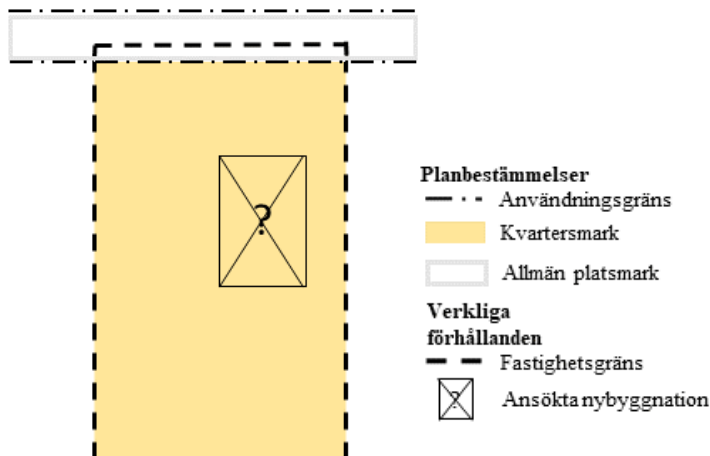 ?
Planbestämmelser
Användningsgräns
Kvartersmark
Allmän platsmark
Verkliga
förhållanden
Fastighetsgräns
? Ansökta nybyggnation